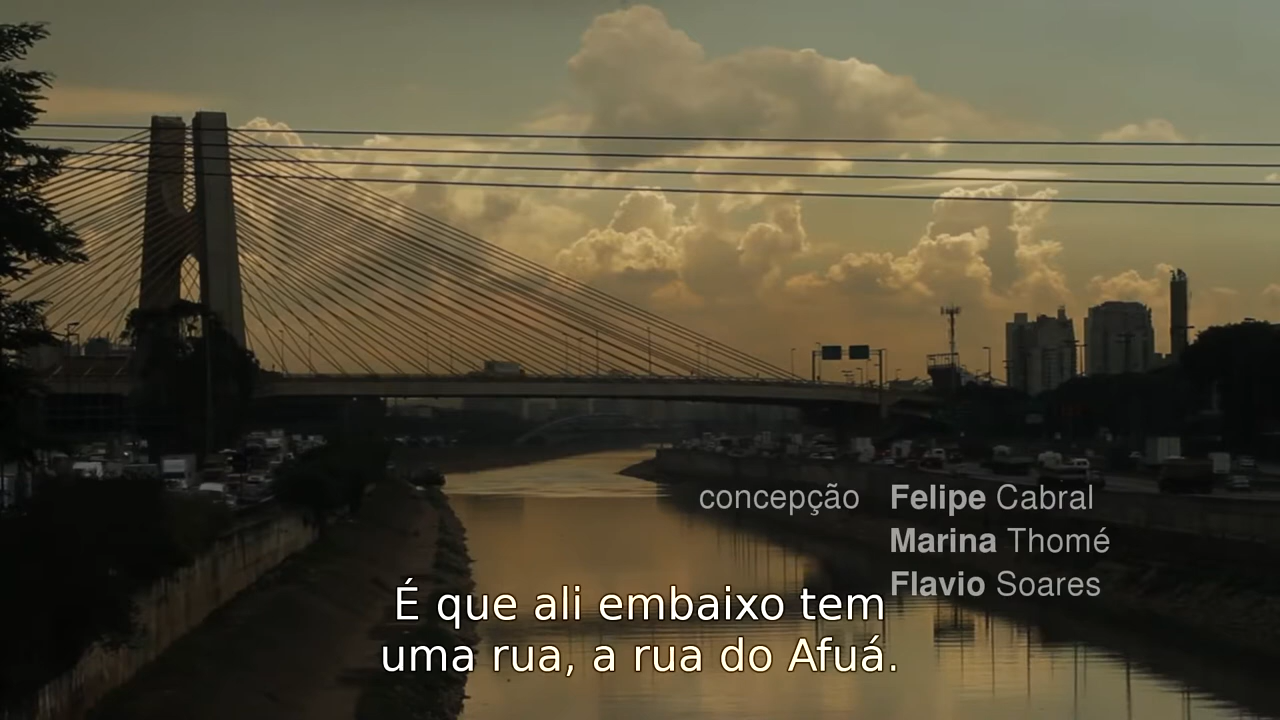 concepção Felipe Cabral
Marina Thomé
Flavio Soares
É que ali embaixo tem
uma rua, a rua do Afuá.